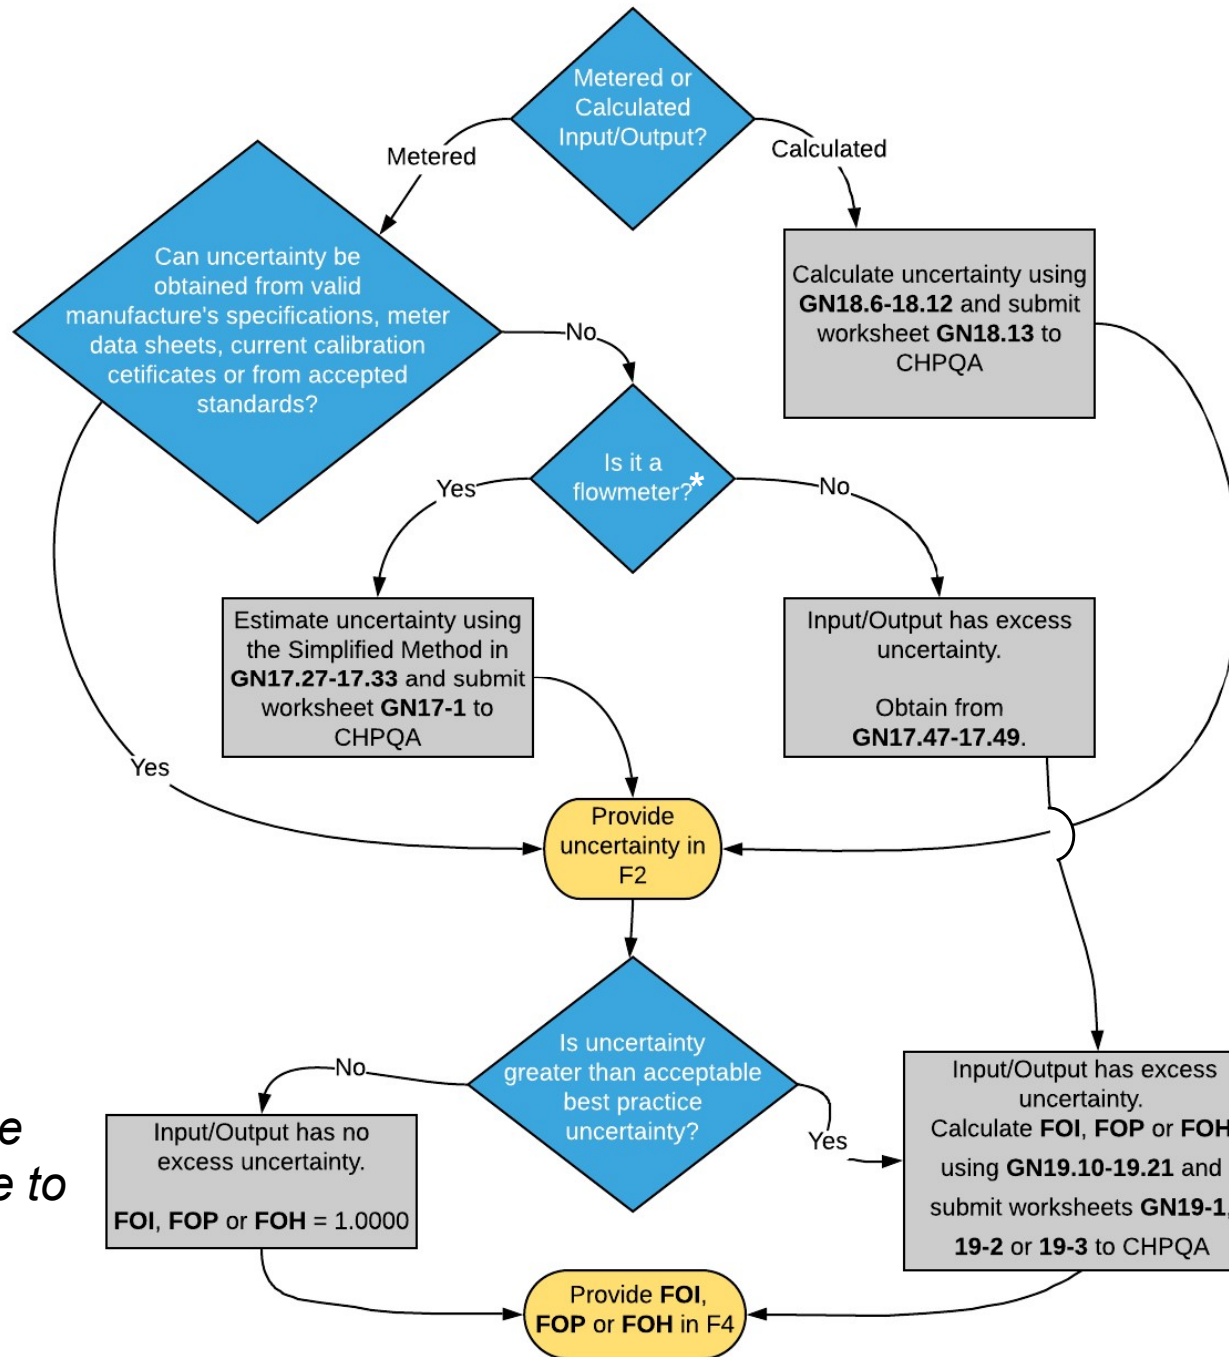 Metered or
Calculated
Input/Output?
Metered
Calculated
Can uncertainty be
obtained from valid
manufacture's specifications, meter
data sheets, current calibration
cetificates or from accepted
standards?
No
Calculate uncertainty using
GN18.6-18.12 and submit
worksheet GN18.13 to
CHPQA
Is it a
flowmeter?*
Yes
No
Estimate uncertainty using
the Simplified Method in
GN17.27-17.33 and submit
worksheet GN17-1 to
CHPQA
Input/Output has excess
uncertainty.
Obtain from
GN17.47-17.49.
Yes
Provide
uncertainty in
F2
Is uncertainty
greater than acceptable
best practice
uncertainty?
No
Yes
e
e to
Input/Output has no
excess uncertainty.
FOI, FOP or FOH = 1.0000
Input/Output has excess
uncertainty.
Calculate FOI, FOP or FOH
using GN19.10-19.21 and
submit worksheets GN19-1,
19-2 or 19-3 to CHPQA
Provide FOI,
FOP or FOH in F4